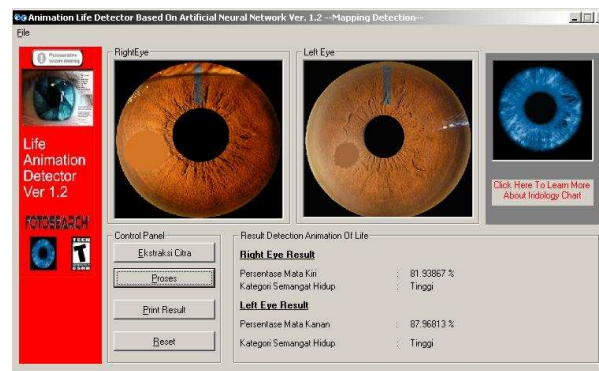 Animation Life Detector Based On Artificial Neural Network Ver. 1.2 --Mapping Detection--
File
Life
Animation
Detector
Ver 1.2
FOTOSEARCH
TEEN
ESRB
RightEye
Left Eye
Click Here To Learn More
About Iridology Chart
Control Panel
Ekstraksi Citra
Proses
Print Result
Reset
Result Detection Animation Of Life
Right Eye Result
Persentase Mata Kiri : 81.93867 %
Kategori Semangat Hidup : Tinggi
Left Eye Result
Persentase Mata Kanan : 87.96813 %
Kategori Semangat Hidup : Tinggi